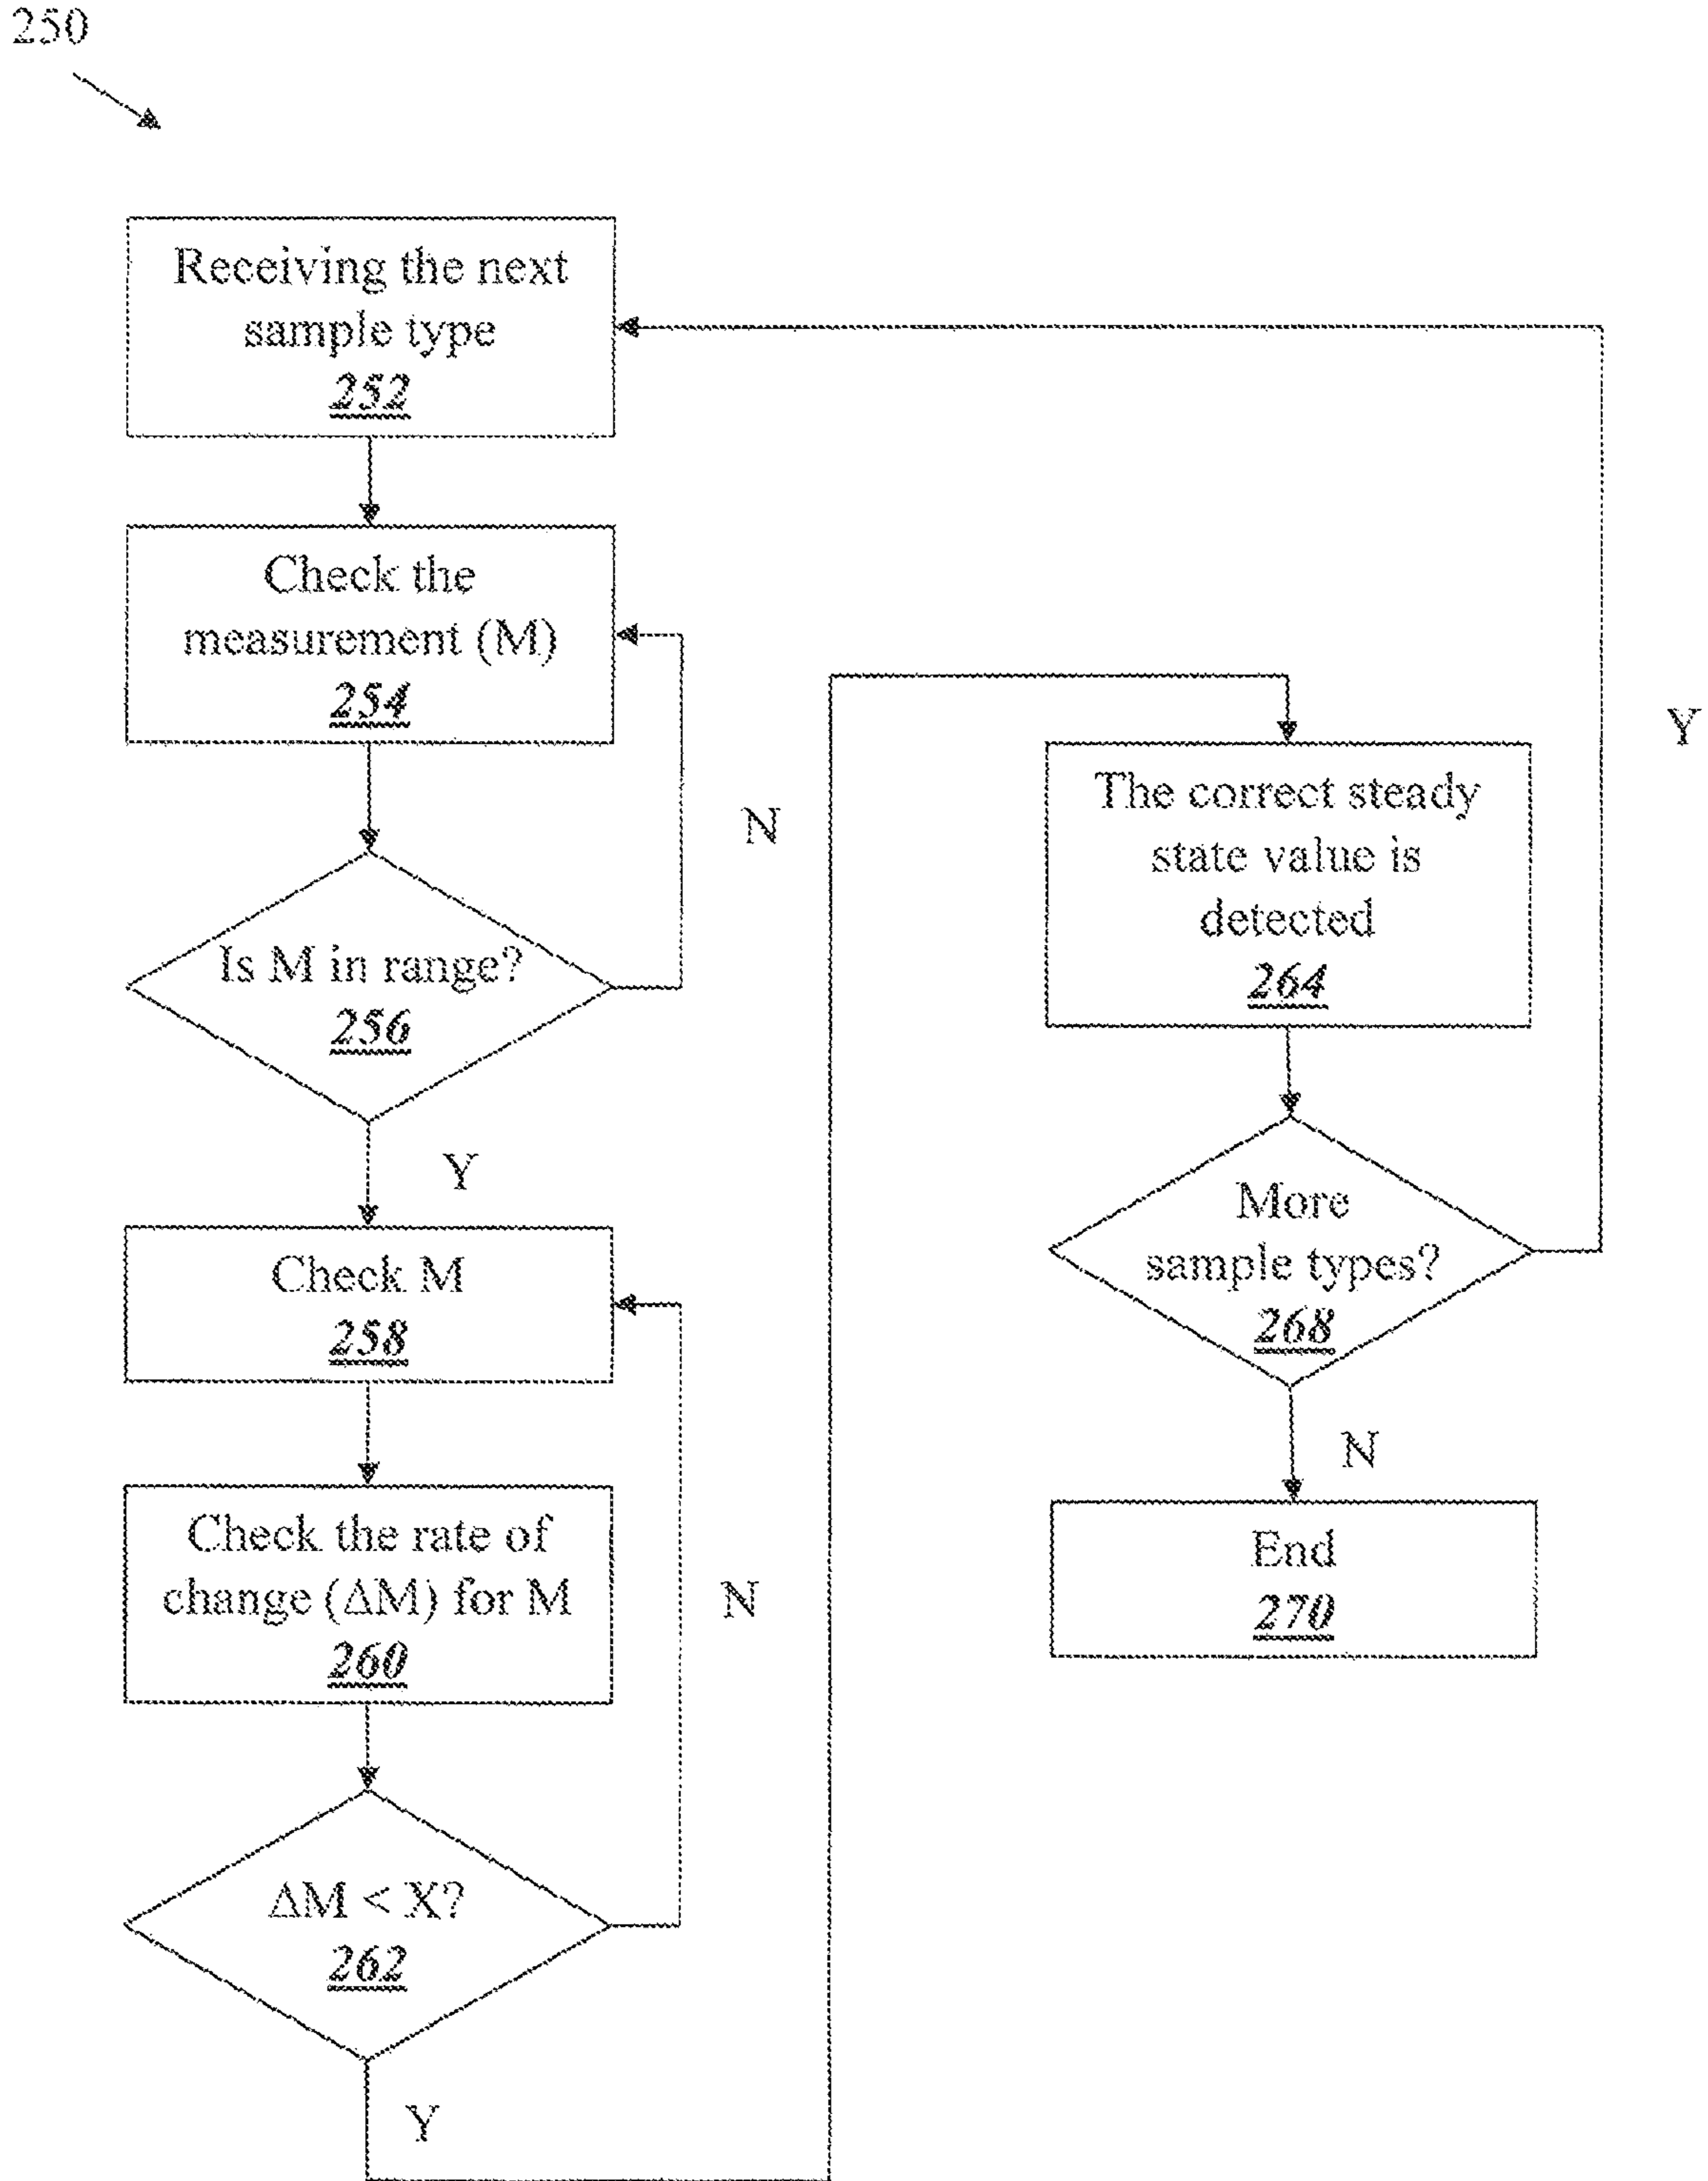 250
Receiving the next
sample type
252
Check the
measurement (M)
254
N
Is M in range?
256
Y
Check M
258
Check the rate of
change (ΔM) for M
260
N
ΔM < X?
262
Y
The correct steady
state value is
detected
264
Y
More
sample types?
268
N
End
270